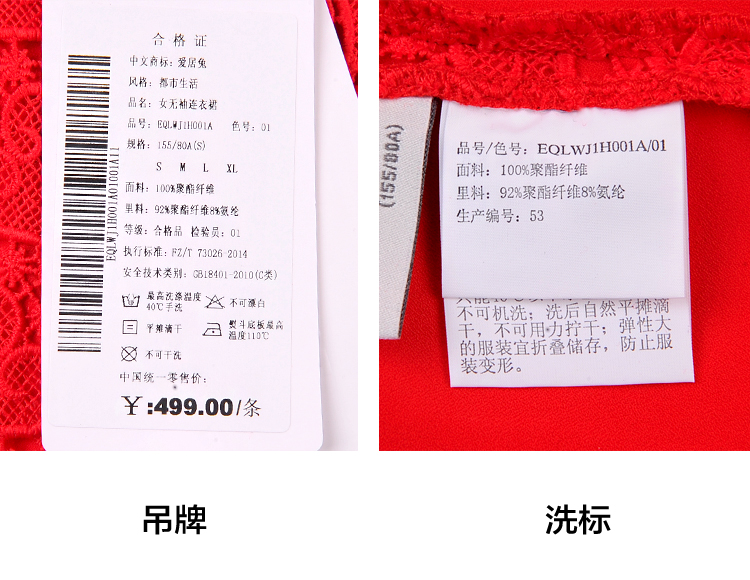 合格证
中文商标：爱居兔
风格：都市生活
品名：女无袖连衣裙
品号：EQLWJ1H001A 色号：01
规格：155/80A(S)
S M L XL
面料：100%聚酯纤维
里料：92%聚酯纤维8%氨纶
等级：合格品 检验员：01
执行标准：FZ/T 73026-2014
安全技术类别：GB18401-2010(C类)
最高洗涤温度40℃手洗 不可漂白
平摊滴干 熨斗底板最高温度110℃
不可干洗
中国统一零售价：
￥:499.00/条
EQLWJ1H001A01001A11
(155/80A)
品号/色号：EQLWJ1H001A/01
面料：100%聚酯纤维
里料：92%聚酯纤维8%氨纶
生产编号：53
不可机洗；洗后自然平摊滴
干，不可用力拧干；弹性大
的服装宜折叠储存，防止服
装变形。
吊牌
洗标